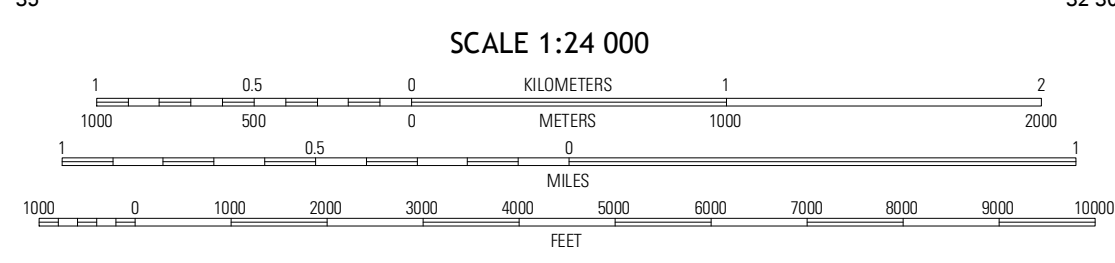 SCALE 1:24 000
1 0.5 0 KILOMETERS 1 2
1000 500 0 METERS 1000 2000
1 0.5 0 1
MILES
1000 0 1000 2000 3000 4000 5000 6000 7000 8000 9000 10000
FEET